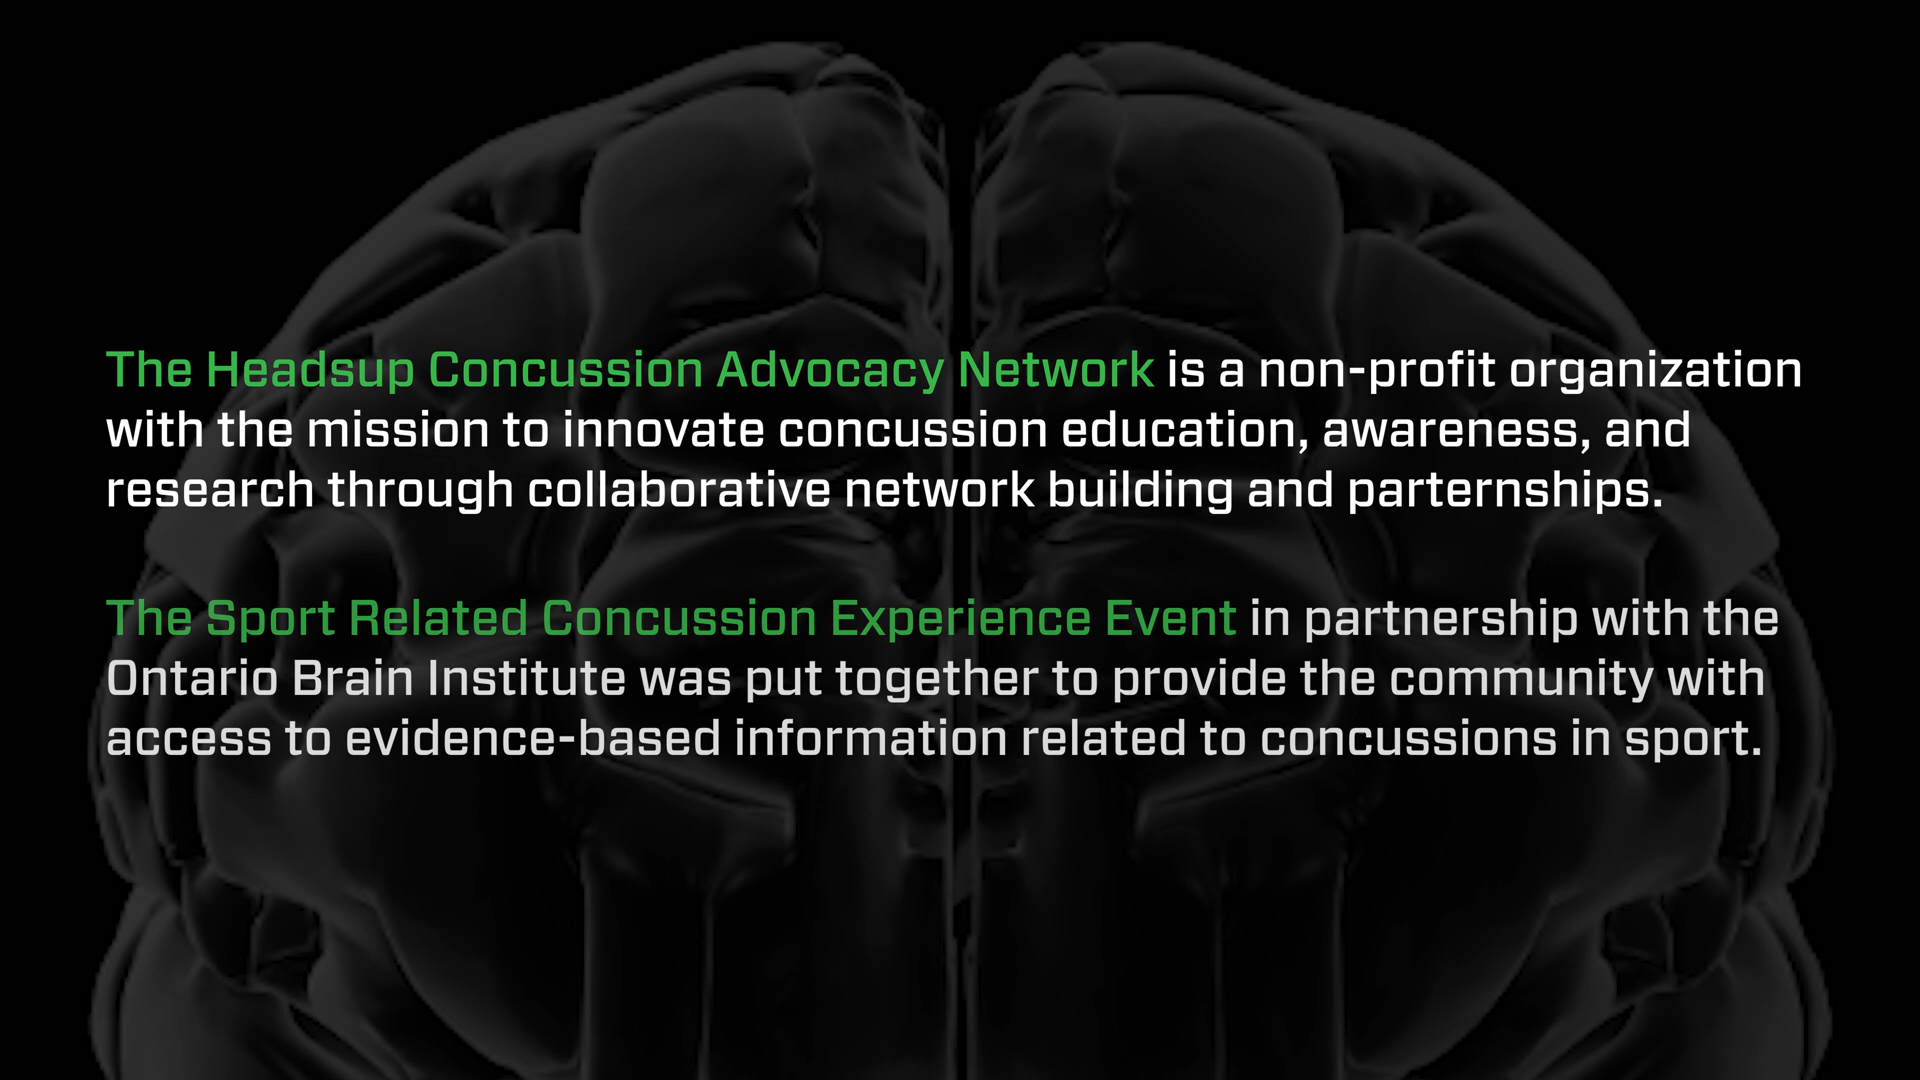 The Headsup Concussion Advocacy Network is a non-profit organization
with the mission to innovate concussion education, awareness, and
research through collaborative network building and parternships.
The Sport Related Concussion Experience Event in partnership with the
Ontario Brain Institute was put together to provide the community with
access to evidence-based information related to concussions in sport.